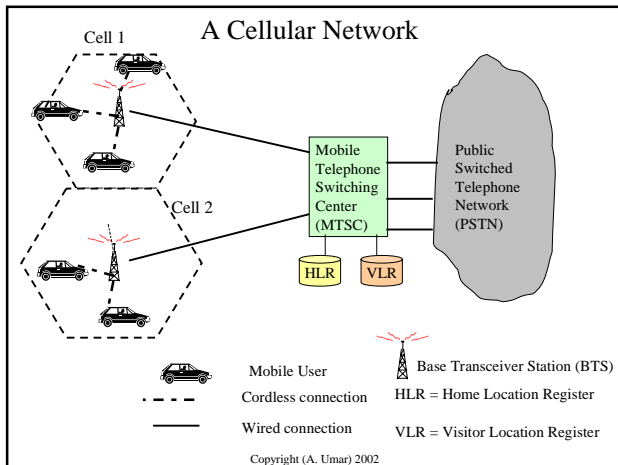 A Cellular Network
Cell 1
Cell 2
Mobile
Telephone
Switching
Center
(MTSC)
Public
Switched
Telephone
Network
(PSTN)
HLR
VLR
Mobile User
Cordless connection
Wired connection
Base Transceiver Station (BTS)
HLR = Home Location Register
VLR = Visitor Location Register
Copyright (A. Umar) 2002